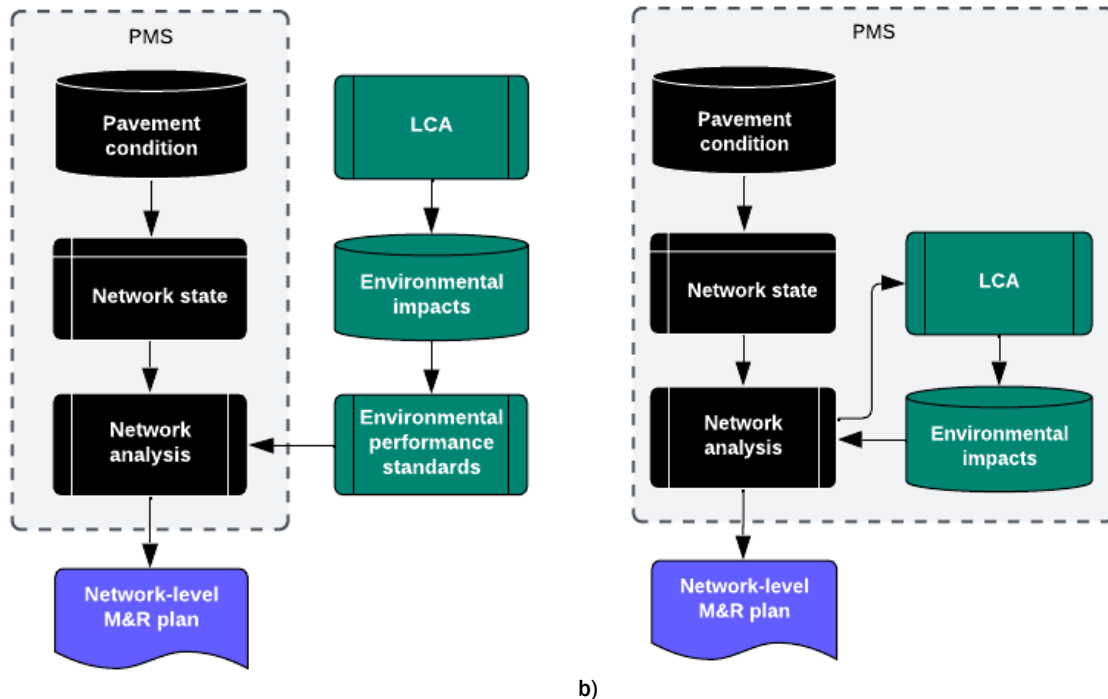 PMS
Pavement
condition
LCA
Network state
Environmental
impacts
Network
analysis
Environmental
performance
standards
Network-level
M&R plan
PMS
Pavement
condition
Network state
LCA
Network
analysis
Environmental
impacts
Network-level
M&R plan
b)